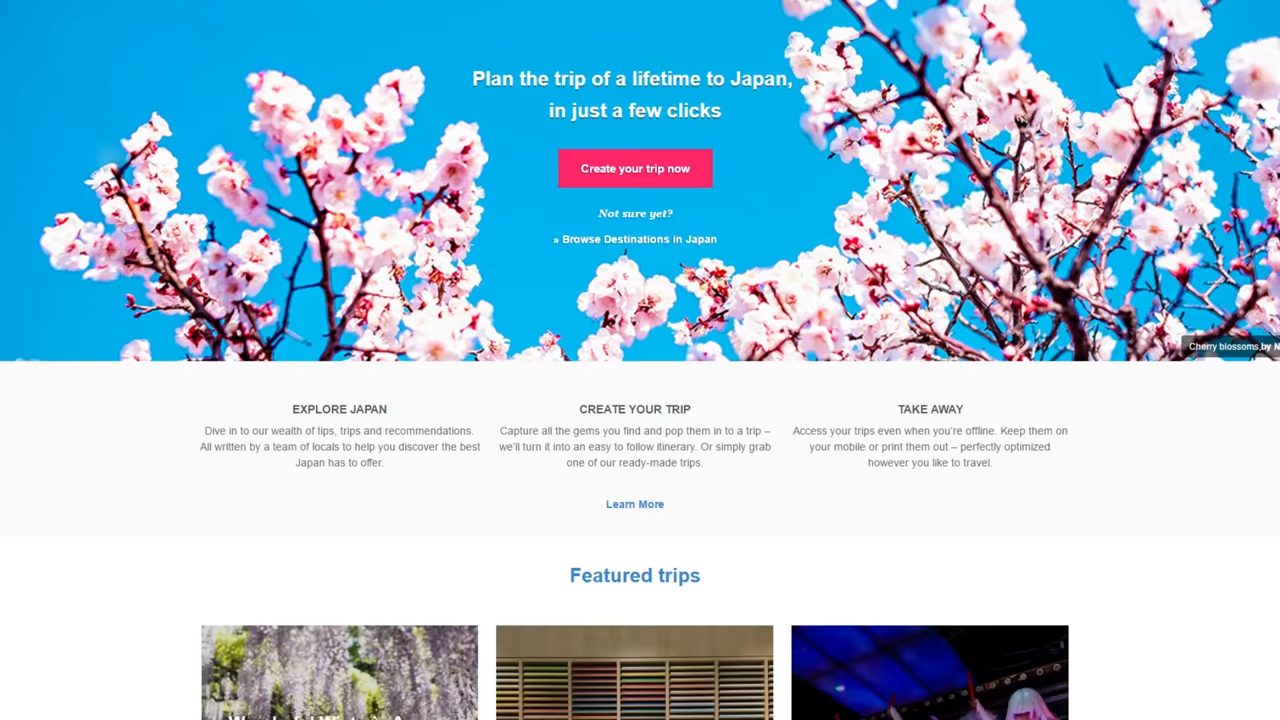 Plan the trip of a lifetime to Japan,
in just a few clicks
Create your trip now
Not sure yet?
» Browse Destinations in Japan
Cherry blossoms by
EXPLORE JAPAN
Dive in to our wealth of tips, trips and recommendations.
All written by a team of locals to help you discover the best
Japan has to offer.
CREATE YOUR TRIP
Capture all the gems you find and pop them in to a trip –
we'll turn it into an easy to follow itinerary. Or simply grab
one of our ready-made trips.
TAKE AWAY
Access your trips even when you're offline. Keep them on
your mobile or print them out – perfectly optimized
however you like to travel.
Learn More
Featured trips